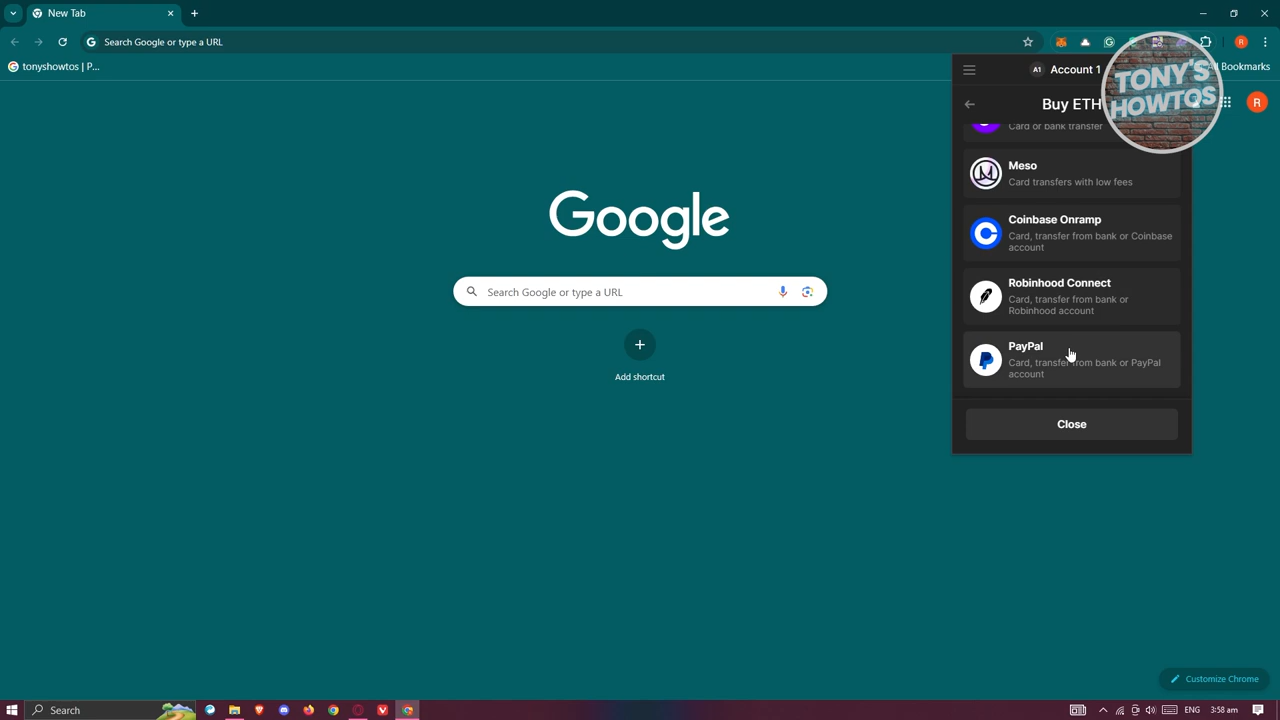 New Tab
Search Google or type a URL
tonyshowtos | P...
All Bookmarks
A1 Account 1
TONY'S
HOWTOS
Buy ETH
Card or bank transfer
Meso
Card transfers with low fees
Coinbase Onramp
Card, transfer from bank or Coinbase
account
Robinhood Connect
Card, transfer from bank or
Robinhood account
PayPal
Card, transfer from bank or PayPal
account
Close
Google
Search Google or type a URL
Add shortcut
Customize Chrome
Search
ENG
3:58 am
R
R